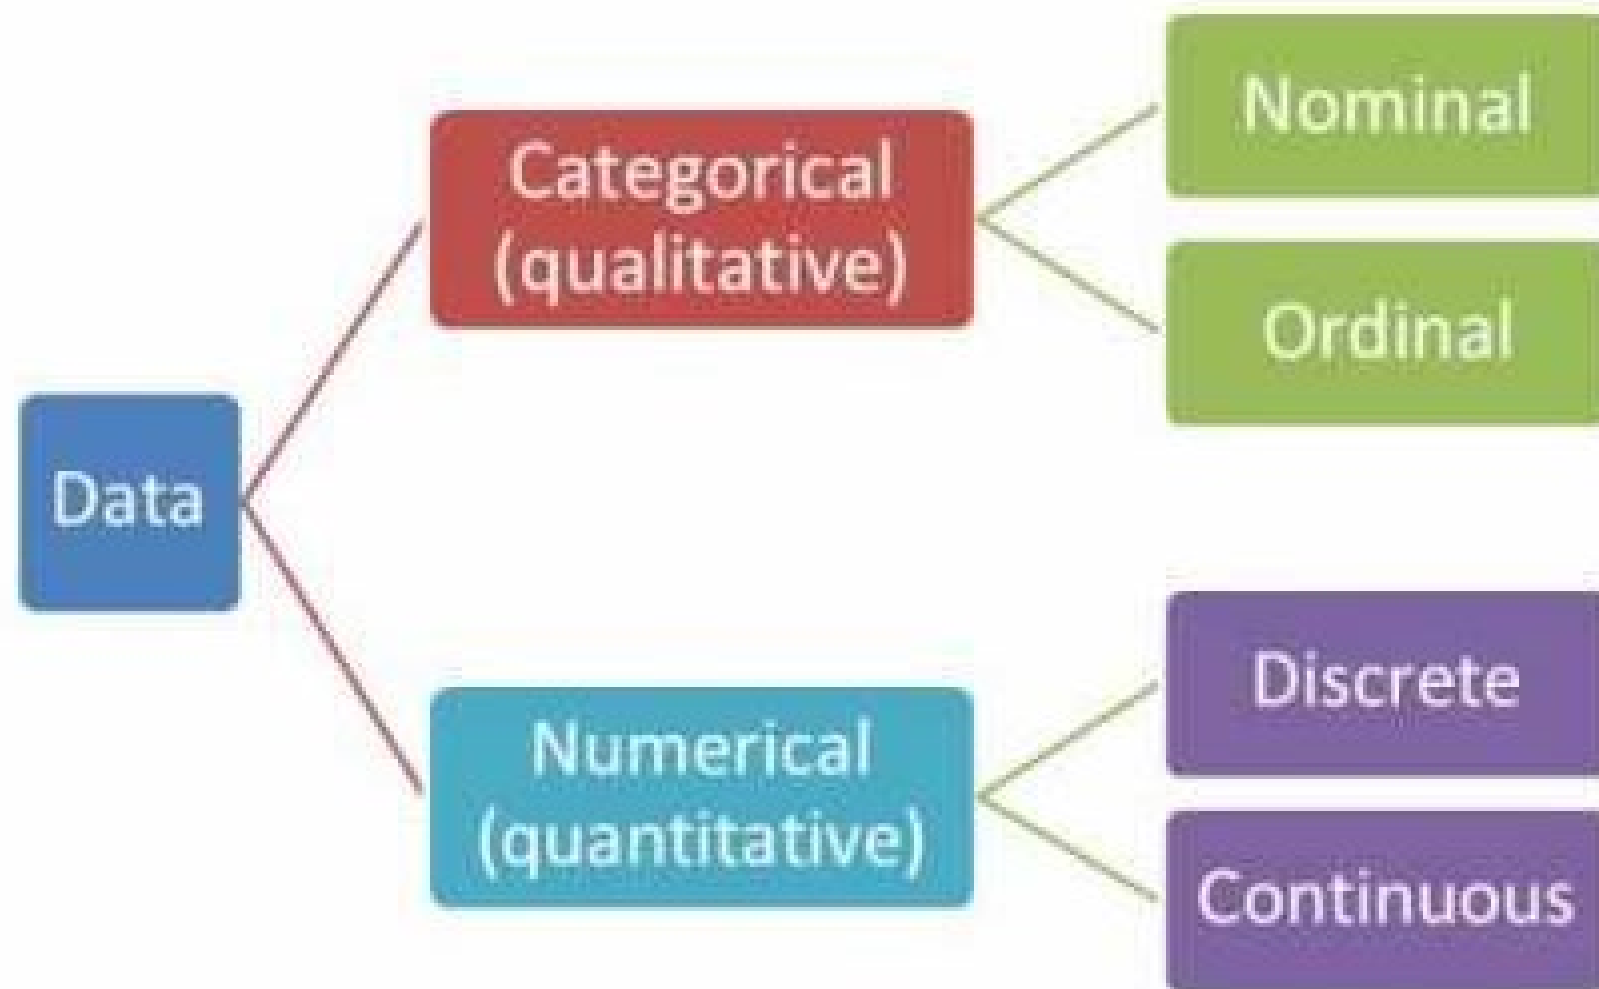 Data
Categorical
(qualitative)
Nominal
Ordinal
Numerical
(quantitative)
Discrete
Continuous